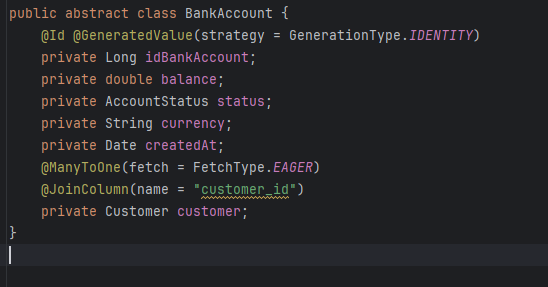 public abstract class BankAccount {
@Id @GeneratedValue(strategy = GenerationType.IDENTITY)
private Long idBankAccount;
private double balance;
private AccountStatus status;
private String currency;
private Date createdAt;
@ManyToOne(fetch = FetchType.EAGER)
@JoinColumn(name = "customer_id")
private Customer customer;
}